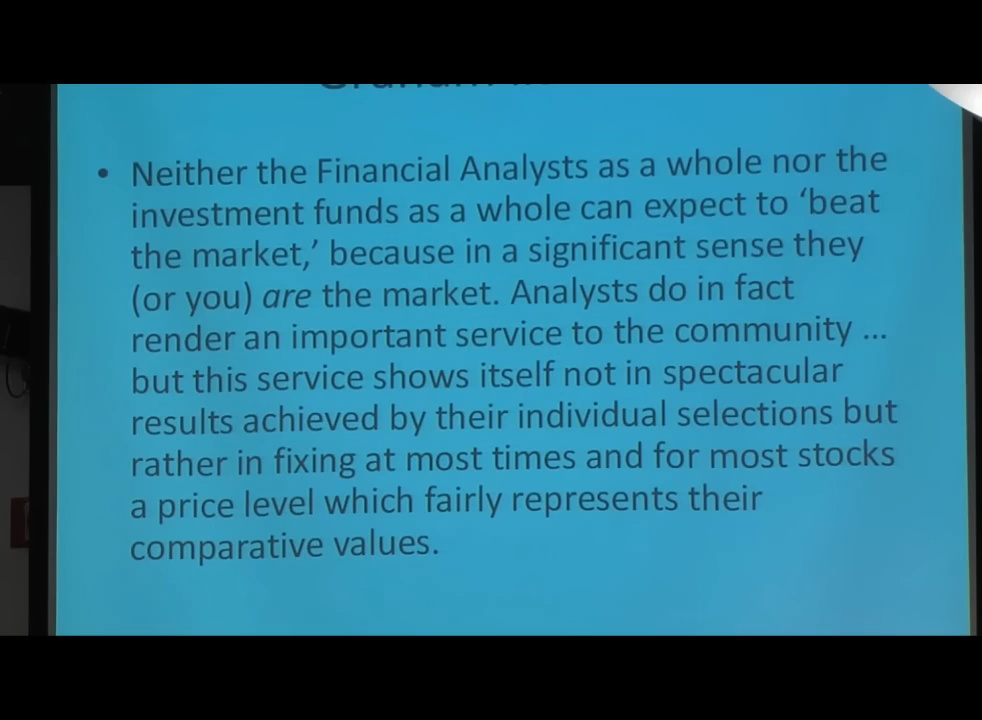 • Neither the Financial Analysts as a whole nor the
investment funds as a whole can expect to ‘beat
the market,’ because in a significant sense they
(or you) are the market. Analysts do in fact
render an important service to the community ...
but this service shows itself not in spectacular
results achieved by their individual selections but
rather in fixing at most times and for most stocks
a price level which fairly represents their
comparative values.